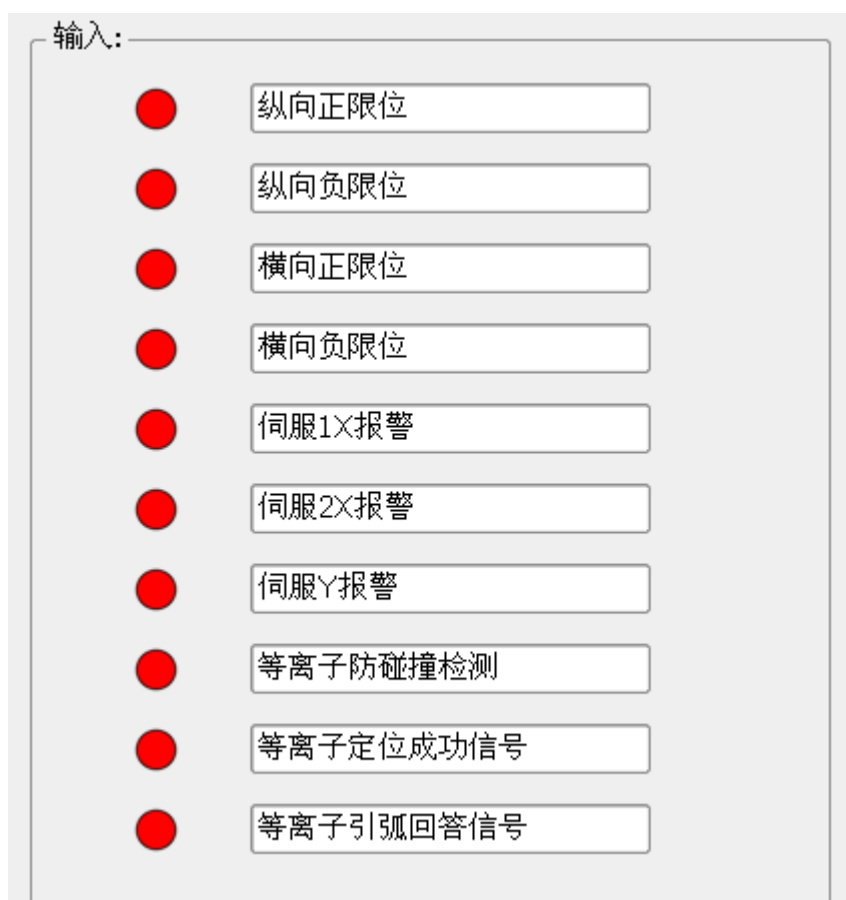 输入:
纵向正限位
纵向负限位
横向正限位
横向负限位
伺服1X报警
伺服2X报警
伺服Y报警
等离子防碰撞检测
等离子定位成功信号
等离子引弧回答信号